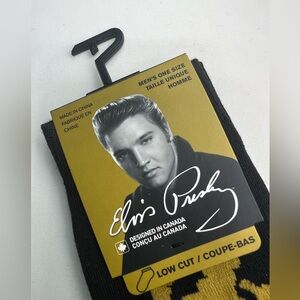 MADE IN CHINA
FABRIQUÉ EN
CHINE
MEN'S ONE SIZE
TAILLE UNIQUE
HOMME
Elvis Presley
DESIGNED IN CANADA
CONÇU AU CANADA
LOW CUT / COUPE-BAS